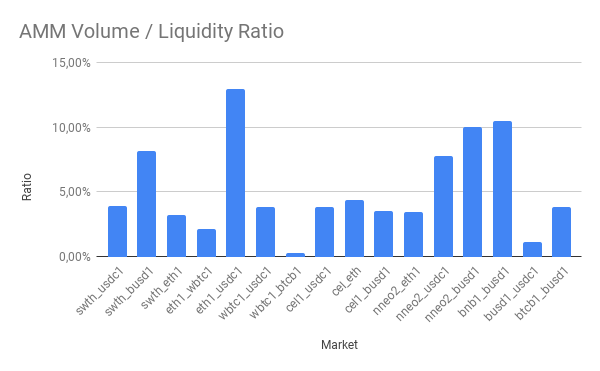 AMM Volume / Liquidity Ratio
15,00%
10,00%
5,00%
0,00%
Ratio
swth_usdc1
swth_busd1
swth_eth1
eth1_wbtc1
eth1_usdc1
wbtc1_usdc1
wbtc1_btcb1
cel1_usdc1
cel_eth
cel1_busd1
nneo2_eth1
nneo2_usdc1
nneo2_busd1
bnb1_busd1
busd1_usdc1
btcb1_busd1
Market